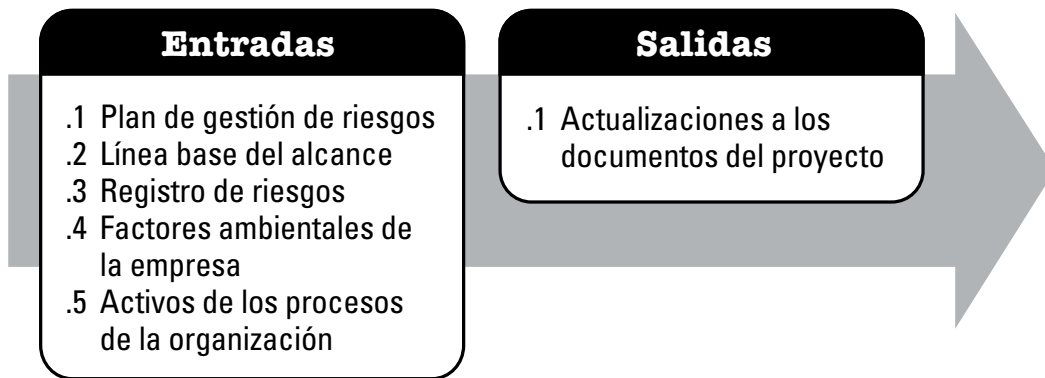 Entradas
.1 Plan de gestión de riesgos
.2 Línea base del alcance
.3 Registro de riesgos
.4 Factores ambientales de
la empresa
.5 Activos de los procesos
de la organización
Salidas
.1 Actualizaciones a los
documentos del proyecto